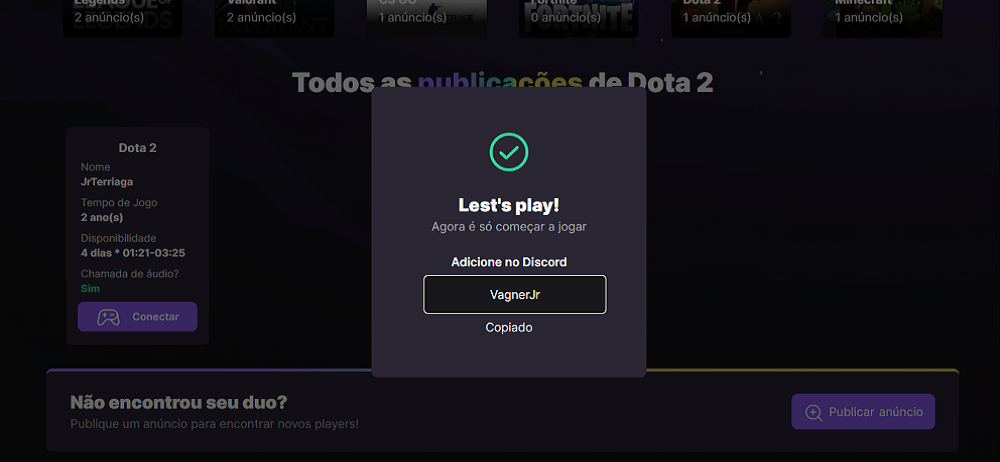 Legends
Valorant
CS GO
Fortnite
Dota 2
Minecraft
2 anúncio(s)
2 anúncio(s)
1 anúncio(s)
0 anúncio(s)
1 anúncio(s)
1 anúncio(s)
Todos as publicações de Dota 2
Dota 2
Nome
JrTerriaga
Tempo de Jogo
2 ano(s)
Disponibilidade
4 dias * 01:21-03:25
Chamada de áudio?
Sim
Conectar
Lest's play!
Agora é só começar a jogar
Adicione no Discord
VagnerJr
Copiado
Não encontrou seu duo?
Publique um anúncio para encontrar novos players!
Publicar anúncio